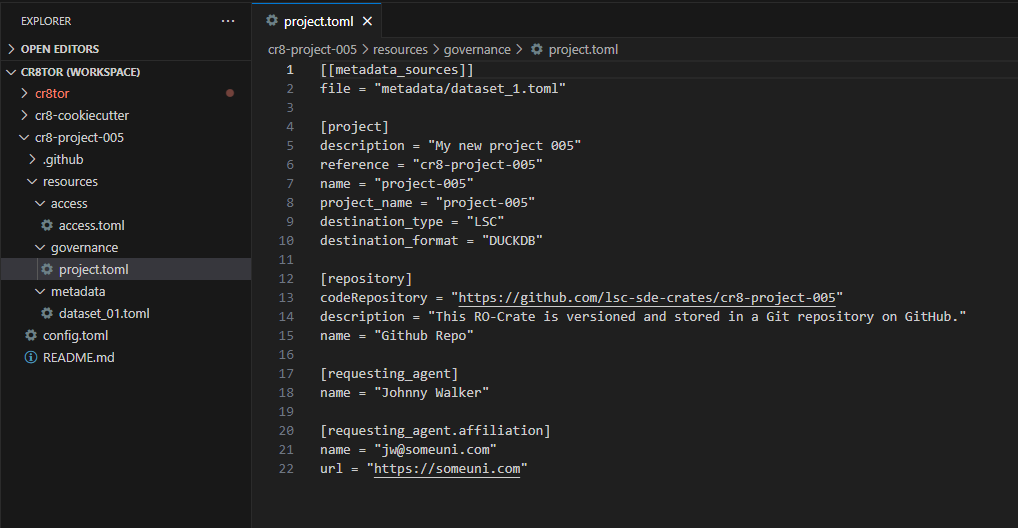 EXPLORER
OPEN EDITORS
CR8TOR (WORKSPACE)
cr8tor
cr8-cookiecutter
cr8-project-005
.github
resources
access
access.toml
governance
project.toml
metadata
dataset_01.toml
config.toml
README.md
project.toml
cr8-project-005 > resources > governance > project.toml
1 [[metadata_sources]]
2 file = "metadata/dataset_1.toml"
3
4 [project]
5 description = "My new project 005"
6 reference = "cr8-project-005"
7 name = "project-005"
8 project_name = "project-005"
9 destination_type = "LSC"
10 destination_format = "DUCKDB"
11
12 [repository]
13 codeRepository = "https://github.com/lsc-sde-crates/cr8-project-005"
14 description = "This RO-Crate is versioned and stored in a Git repository on GitHub."
15 name = "Github Repo"
16
17 [requesting_agent]
18 name = "Johnny Walker"
19
20 [requesting_agent.affiliation]
21 name = "jw@someuni.com"
22 url = "https://someuni.com"